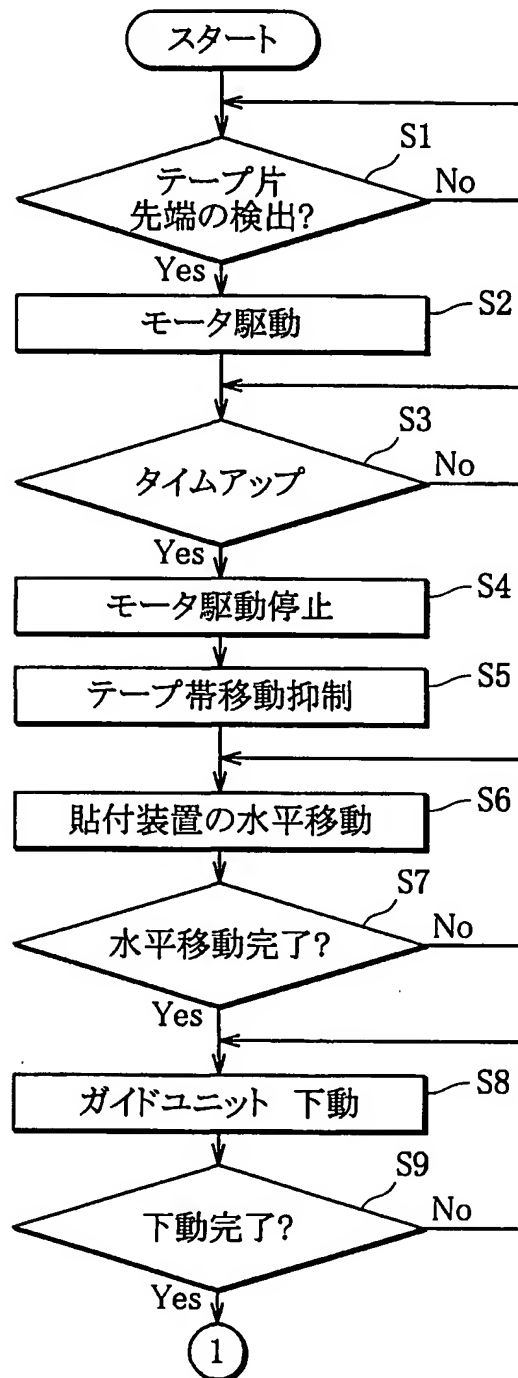 スタート
S1
テープ片
先端の検出?
No
Yes
モータ駆動
S2
S3
タイムアップ
No
Yes
モータ駆動停止
S4
テープ帯移動抑制
S5
貼付装置の水平移動
S6
S7
水平移動完了?
No
Yes
ガイドユニット 下動
S8
S9
下動完了?
No
Yes
1